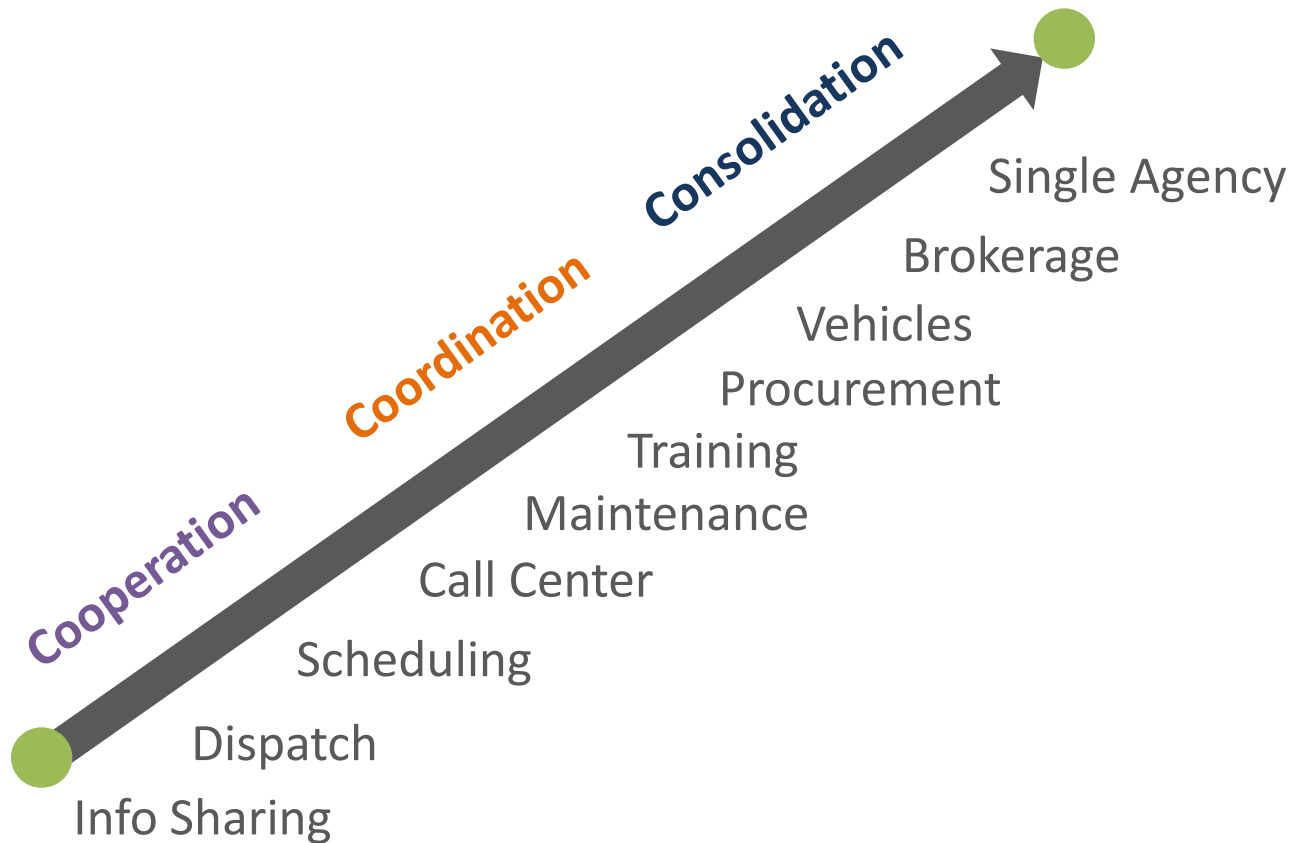 Consolidation
Coordination
Cooperation
Single Agency
Brokerage
Vehicles
Procurement
Training
Maintenance
Call Center
Scheduling
Dispatch
Info Sharing